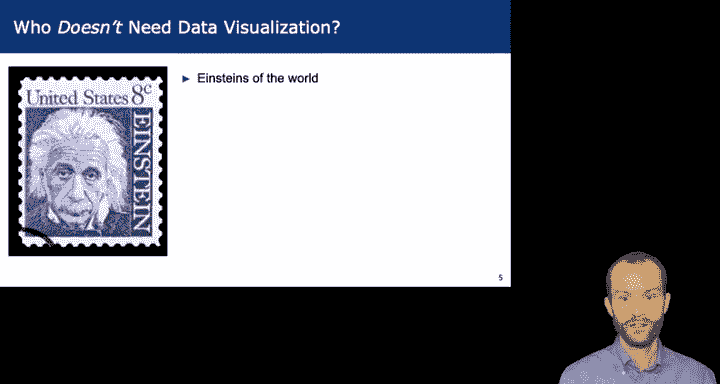 Who Doesn't Need Data Visualization?
► Einsteins of the world
United States 8c
EINSTEIN
5